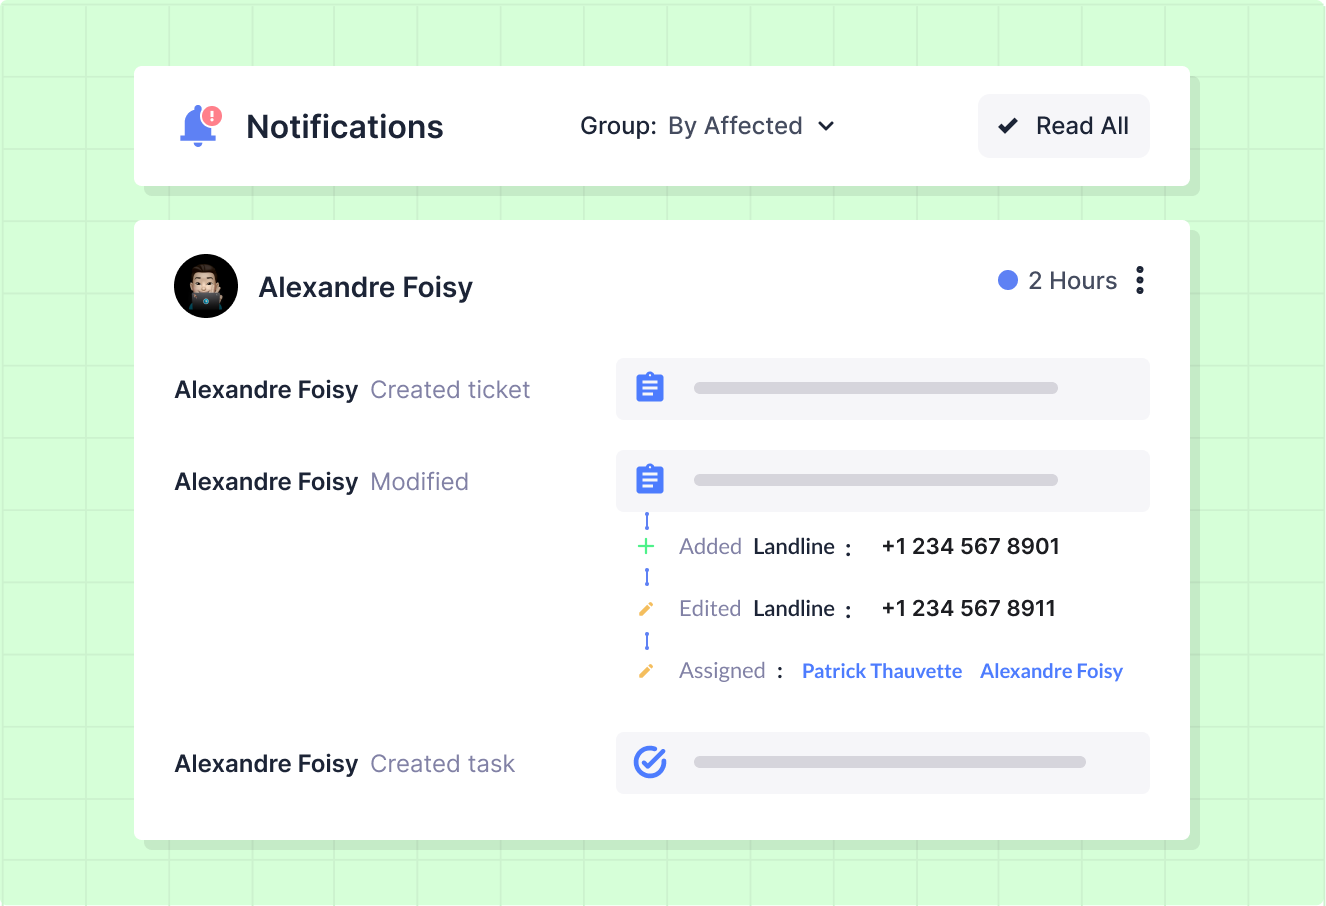 Notifications
Group: By Affected
Read All
Alexandre Foisy
2 Hours
Alexandre Foisy Created ticket
Alexandre Foisy Modified
Added Landline : +1 234 567 8901
Edited Landline : +1 234 567 8911
Assigned : Patrick Thauvette Alexandre Foisy
Alexandre Foisy Created task